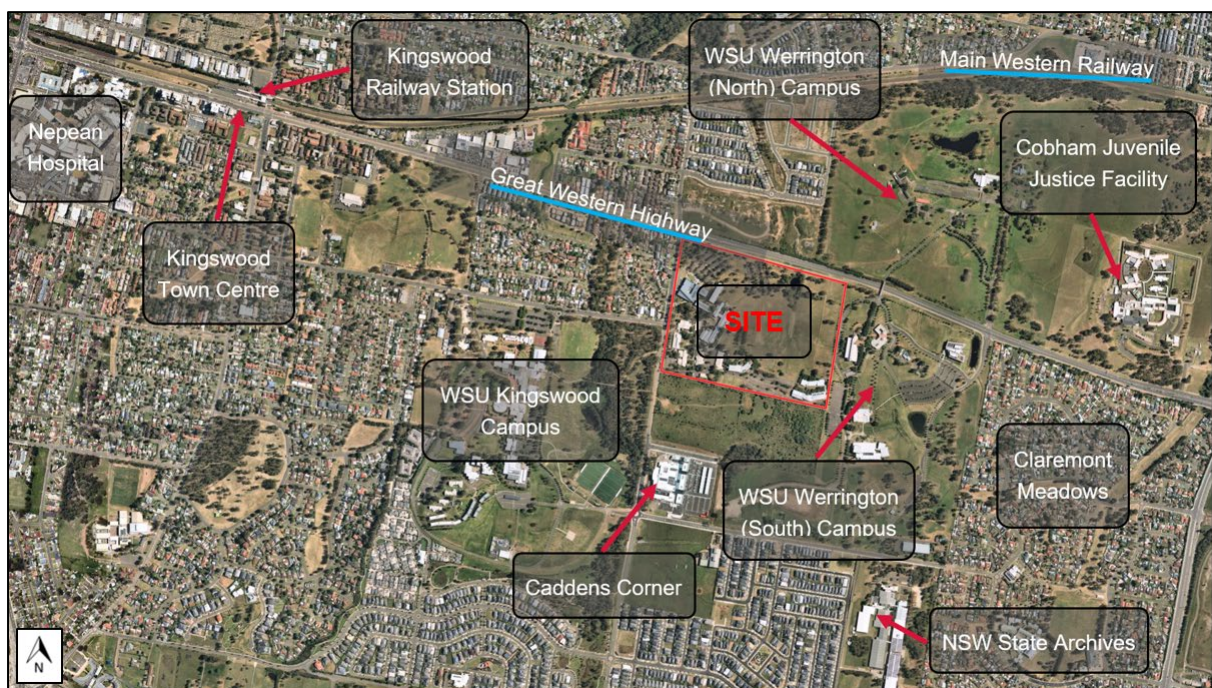 Kingswood
Railway Station
WSU Werrington
(North) Campus
Main Western Railway
Nepean
Hospital
Cobham Juvenile
Justice Facility
Great Western Highway
Kingswood
Town Centre
SITE
WSU Kingswood
Campus
Claremont
Meadows
WSU Werrington
(South) Campus
Caddens Corner
NSW State Archives
N